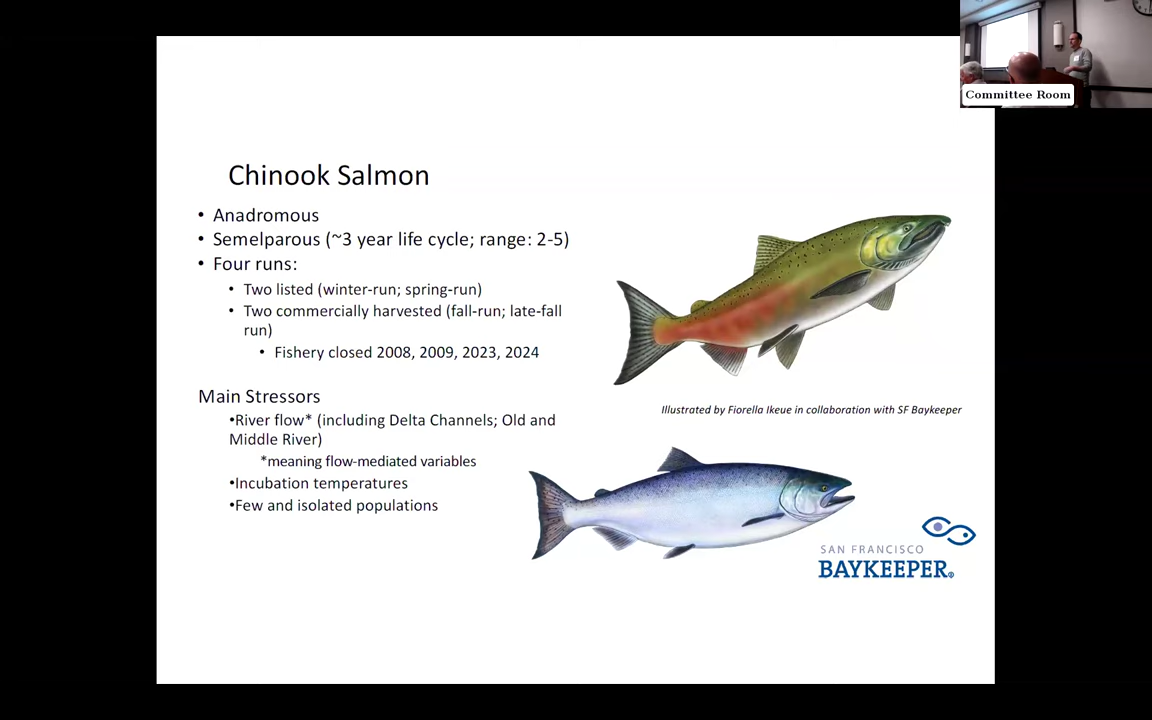 Committee Room
Chinook Salmon
• Anadromous
• Semelparous (~3 year life cycle; range: 2-5)
• Four runs:
• Two listed (winter-run; spring-run)
• Two commercially harvested (fall-run; late-fall
run)
• Fishery closed 2008, 2009, 2023, 2024
Main Stressors
•River flow* (including Delta Channels; Old and
Middle River)
*meaning flow-mediated variables
•Incubation temperatures
•Few and isolated populations
Illustrated by Fiorella Ikeue in collaboration with SF Baykeeper
SAN FRANCISCO
BAYKEEPER®